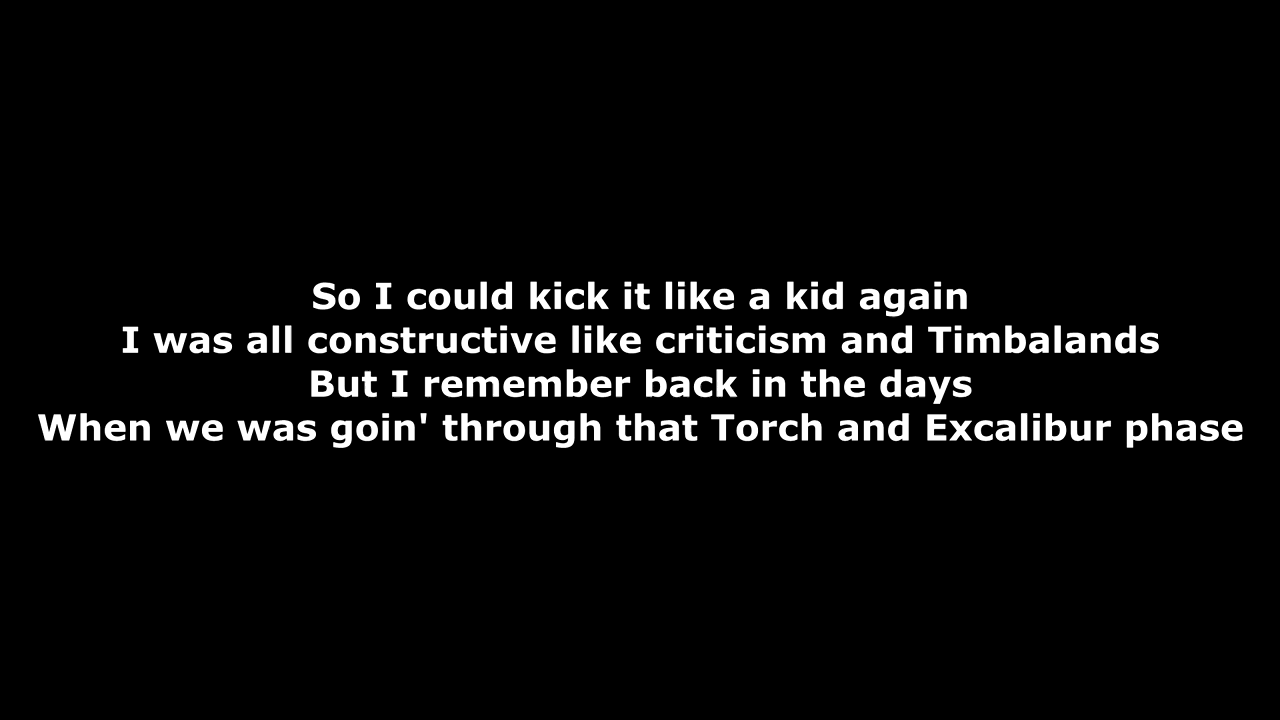 So I could kick it like a kid again
I was all constructive like criticism and Timbalands
But I remember back in the days
When we was goin' through that Torch and Excalibur phase